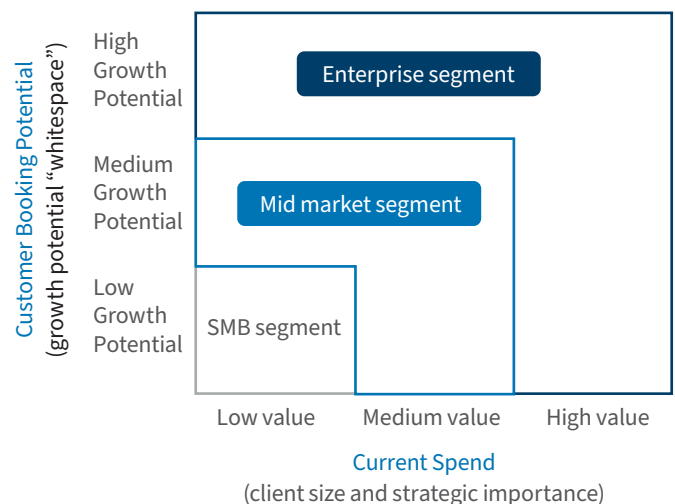 Customer Booking Potential
(growth potential “whitespace”)
High
Growth
Potential
Enterprise segment
Medium
Growth
Potential
Mid market segment
Low
Growth
Potential
SMB segment
Low value
Medium value
High value
Current Spend
(client size and strategic importance)